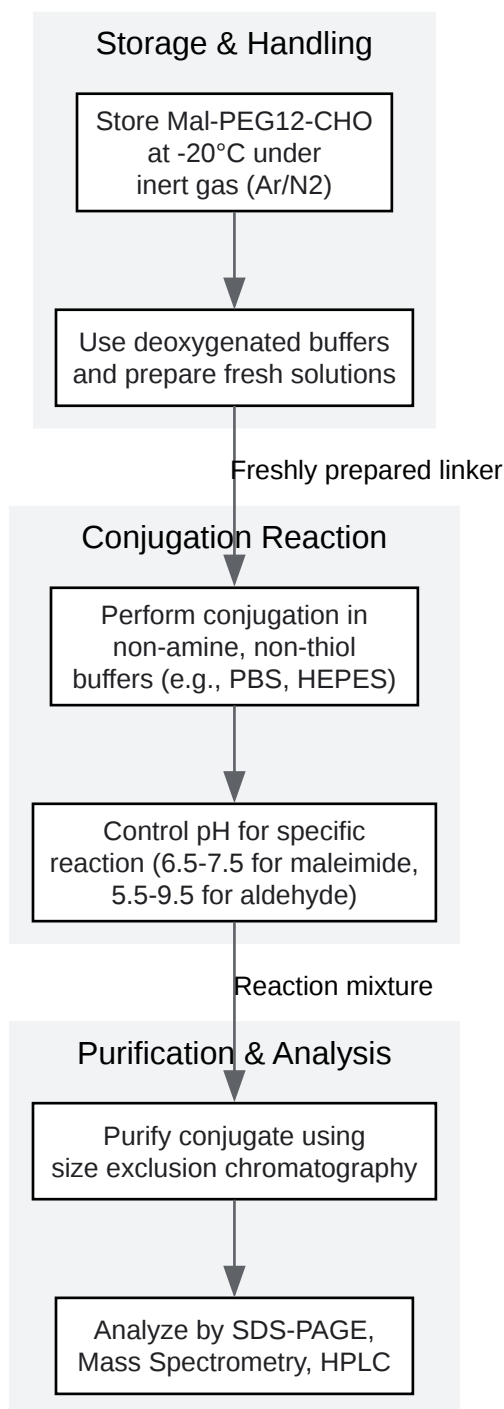 Storage & Handling
Store Mal-PEG12-CHO
at -20°C under
inert gas (Ar/N2)
Use deoxygenated buffers
and prepare fresh solutions
Freshly prepared linker
Conjugation Reaction
Perform conjugation in
non-amine, non-thiol
buffers (e.g., PBS, HEPES)
Control pH for specific
reaction (6.5-7.5 for maleimide,
5.5-9.5 for aldehyde)
Reaction mixture
Purification & Analysis
Purify conjugate using
size exclusion chromatography
Analyze by SDS-PAGE,
Mass Spectrometry, HPLC